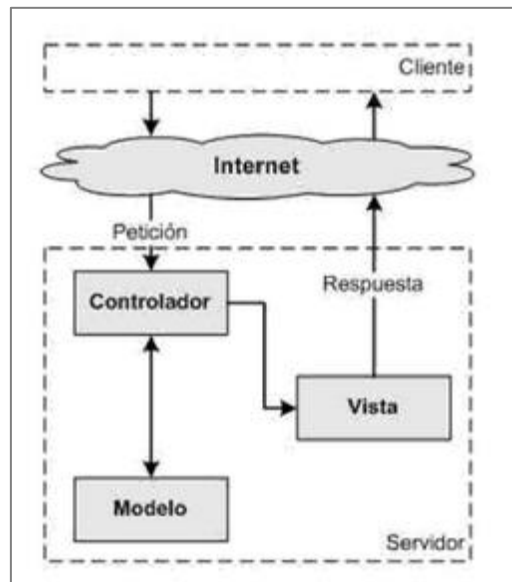 Cliente
Internet
Petición
Controlador
Respuesta
Vista
Modelo
Servidor